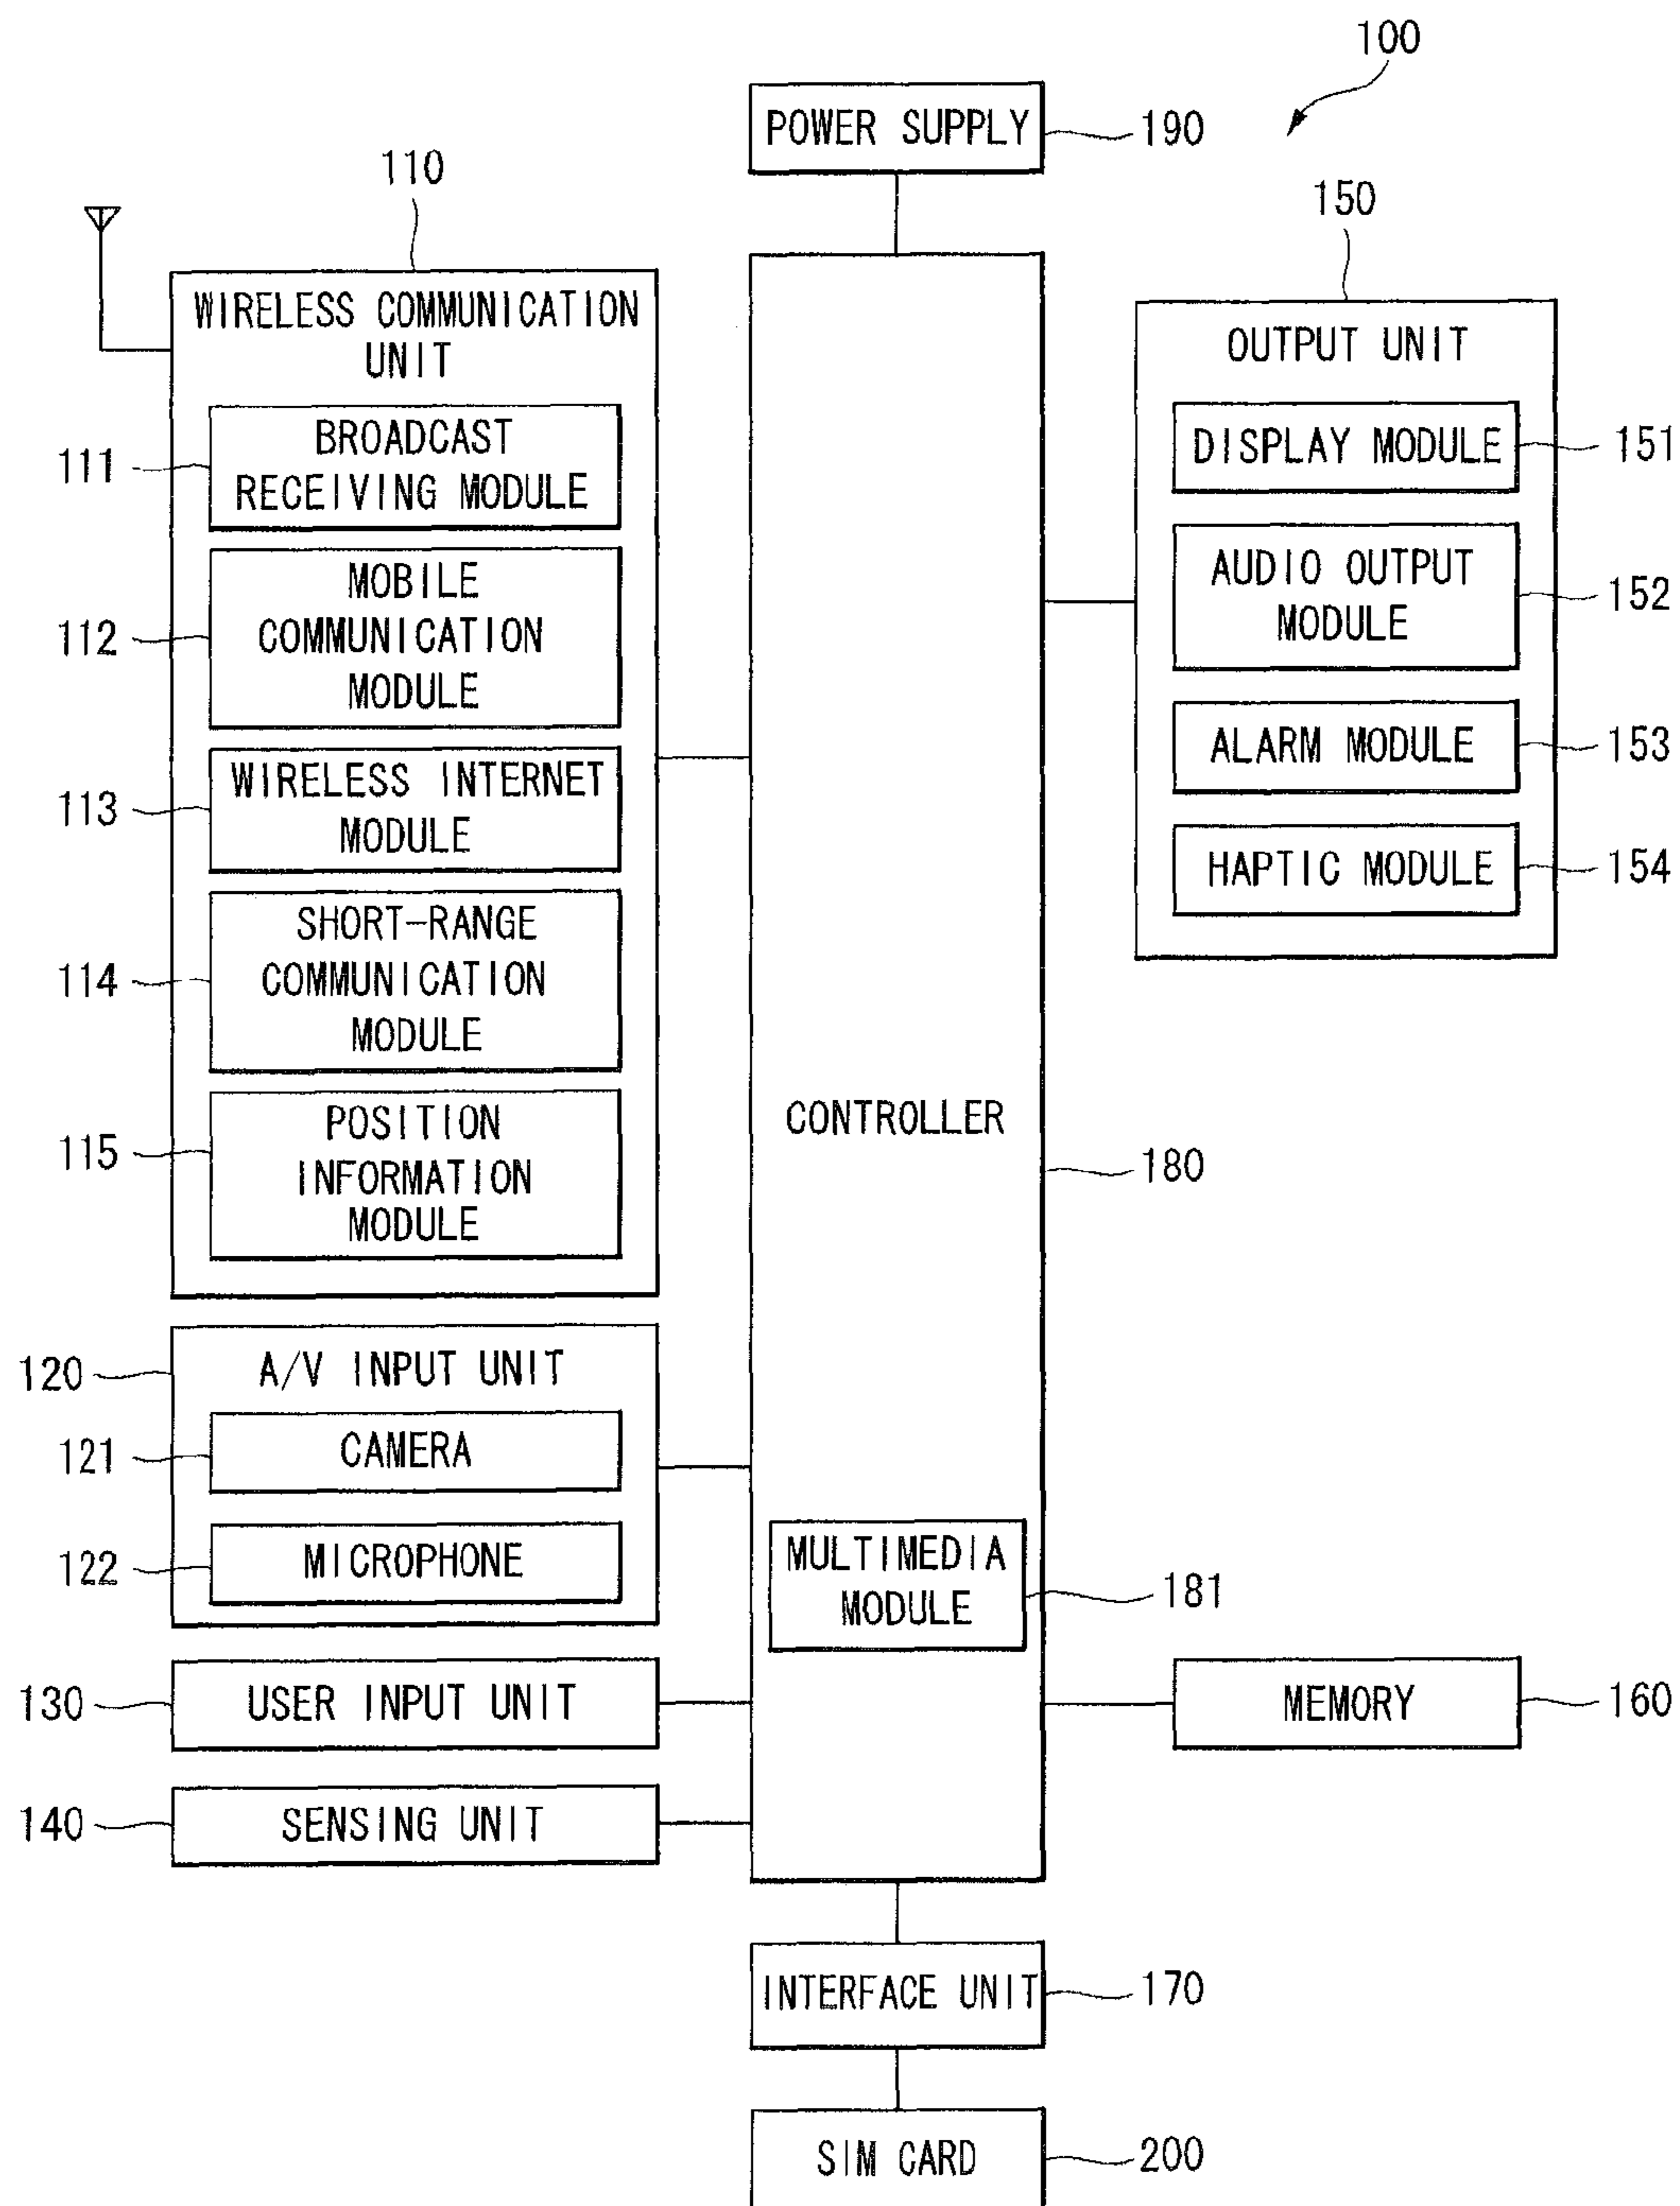 100
POWER SUPPLY
190
110
WIRELESS COMMUNICATION
UNIT
111
BROADCAST
RECEIVING MODULE
112
MOBILE
COMMUNICATION
MODULE
113
WIRELESS INTERNET
MODULE
114
SHORT-RANGE
COMMUNICATION
MODULE
115
POSITION
INFORMATION
MODULE
120
A/V INPUT UNIT
121
CAMERA
122
MICROPHONE
130
USER INPUT UNIT
140
SENSING UNIT
CONTROLLER
180
MULTIMEDIA
MODULE
181
150
OUTPUT UNIT
DISPLAY MODULE
151
AUDIO OUTPUT
MODULE
152
ALARM MODULE
153
HAPTIC MODULE
154
MEMORY
160
INTERFACE UNIT
170
SIM CARD
200